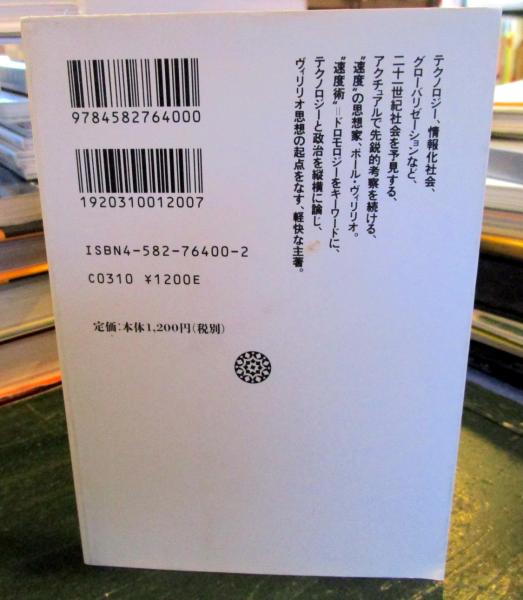 テクノロジー、情報化社会、
グローバリゼーションなど、
二十一世紀社会を予見する、
アクチュアルで先鋭的考察を続ける、
“速度”の思想家、ポール・ヴィリリオ。
“速度術”＝ドロモロジーをキーワードに、
テクノロジーと政治を縦横に論じ、
ヴィリリオ思想の起点をなす、軽快な主著。
9784582764000
1920310012007
ISBN4-582-76400-2
C0310 ¥1200E
定価：本体1,200円（税別）